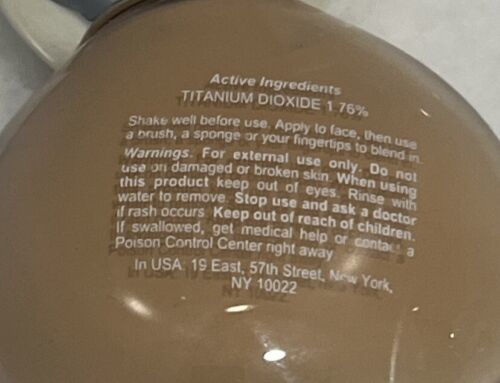 Active Ingredients
TITANIUM DIOXIDE 1.76%
Shake well before use. Apply to face, then use
a brush, a sponge or your fingertips to blend in.
Warnings. For external use only. Do not
use on damaged or broken skin. When using
this product keep out of eyes. Rinse with
water to remove. Stop use and ask a doctor
if rash occurs. Keep out of reach of children.
If swallowed, get medical help or contact a
Poison Control Center right away.
In USA: 19 East, 57th Street, New York,
NY 10022